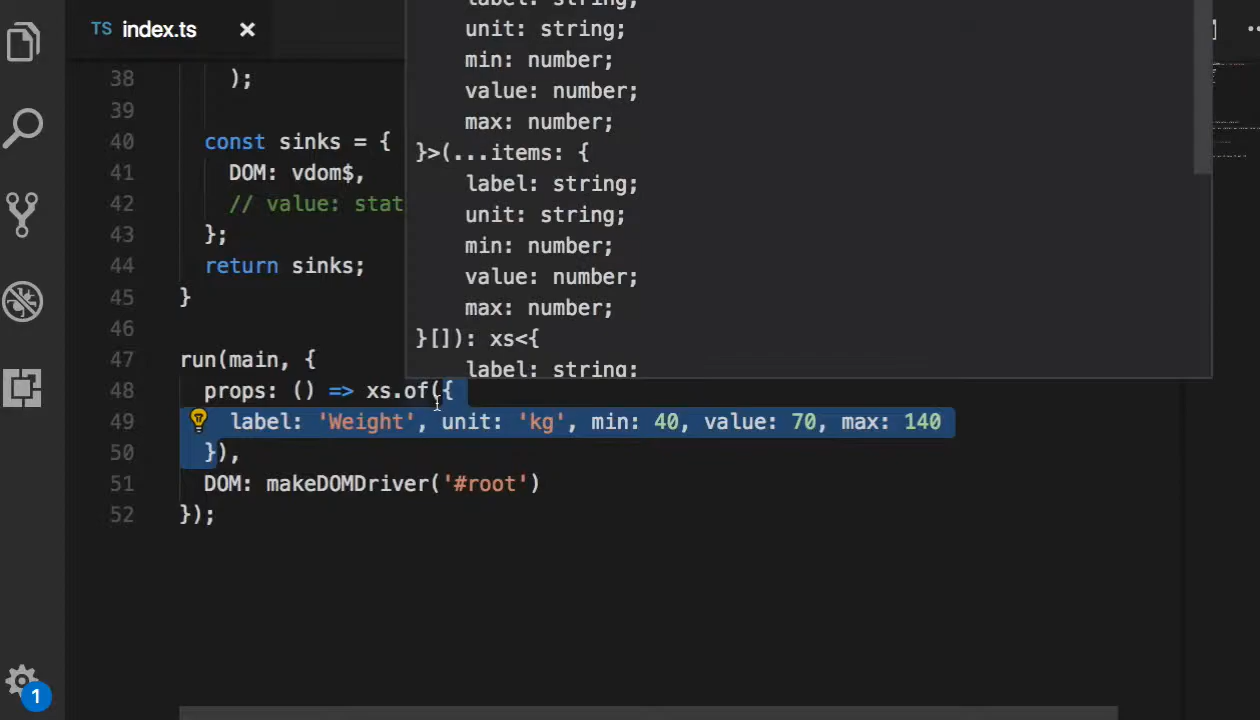 TS index.ts
label: string;
unit: string;
min: number;
value: number;
max: number;
}>(...items: {
label: string;
unit: string;
min: number;
value: number;
max: number;
}[]): xs<{
label: string;
38 );
39
40 const sinks = {
41 DOM: vdom$,
42 // value: stat
43 };
44 return sinks;
45 }
46
47 run(main, {
48 props: () => xs.of({
49 label: 'Weight', unit: 'kg', min: 40, value: 70, max: 140
50 }),
51 DOM: makeDOMDriver('#root')
52 });
1